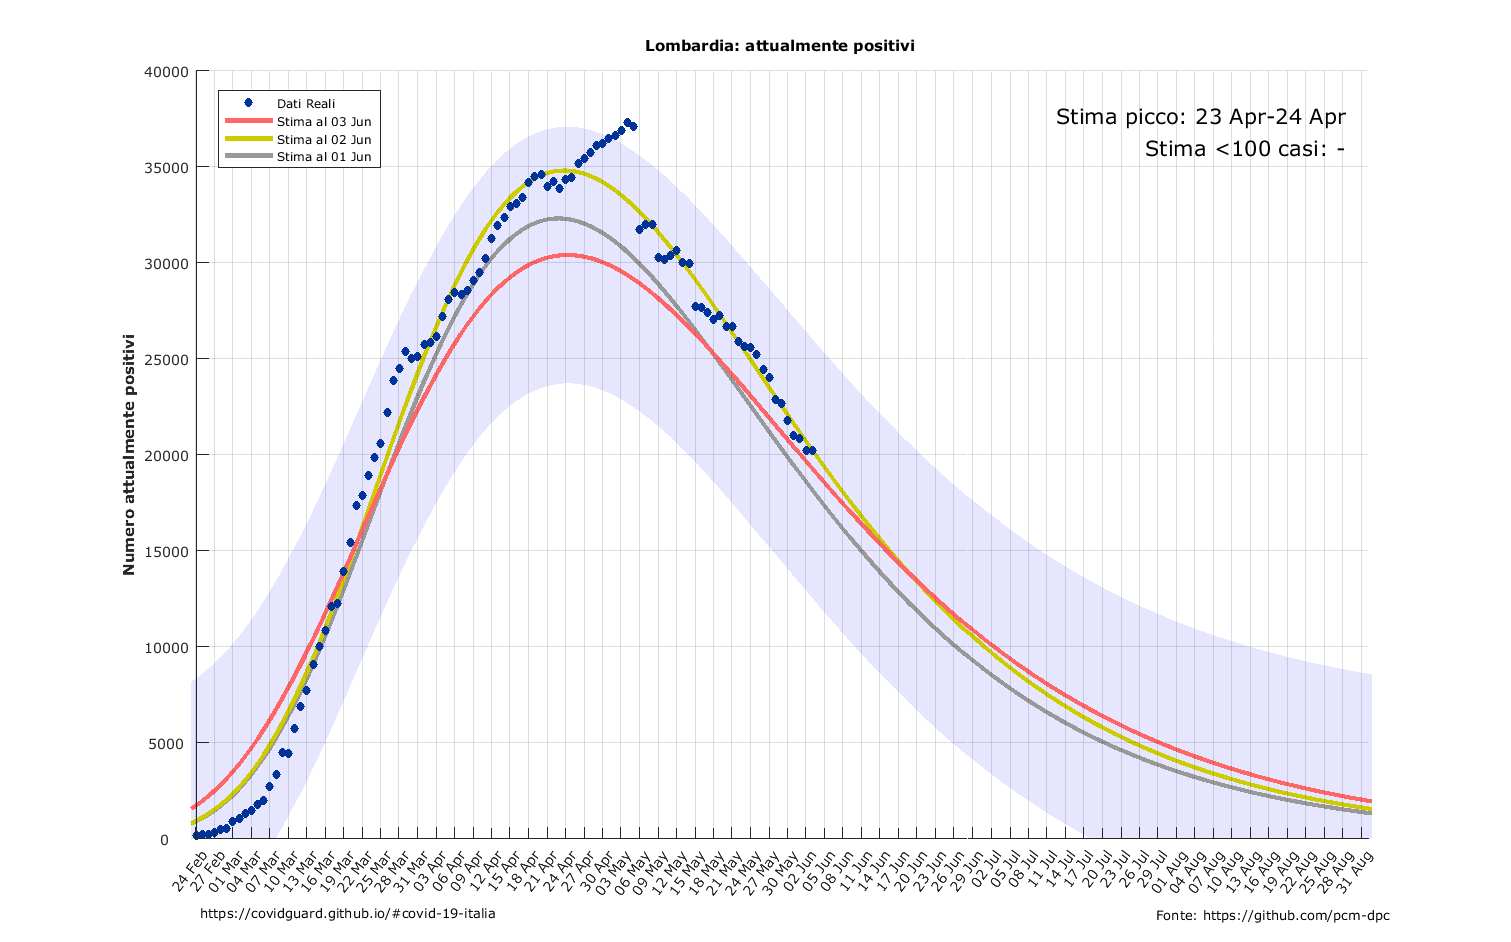 Lombardia: attualmente positivi
40000
35000
30000
25000
20000
15000
10000
5000
0
Numero attualmente positivi
Dati Reali
Stima al 03 Jun
Stima al 02 Jun
Stima al 01 Jun
Stima picco: 23 Apr-24 Apr
Stima <100 casi: -
24 Feb
27 Feb
01 Mar
04 Mar
07 Mar
10 Mar
13 Mar
16 Mar
19 Mar
22 Mar
25 Mar
28 Mar
31 Mar
03 Apr
06 Apr
09 Apr
12 Apr
15 Apr
18 Apr
21 Apr
24 Apr
27 Apr
30 Apr
03 May
06 May
09 May
12 May
15 May
18 May
21 May
24 May
27 May
30 May
02 Jun
05 Jun
08 Jun
11 Jun
14 Jun
17 Jun
20 Jun
23 Jun
26 Jun
29 Jun
02 Jul
05 Jul
08 Jul
11 Jul
14 Jul
17 Jul
20 Jul
23 Jul
26 Jul
29 Jul
01 Aug
04 Aug
07 Aug
10 Aug
13 Aug
16 Aug
19 Aug
22 Aug
25 Aug
28 Aug
31 Aug
https://covidguard.github.io/#covid-19-italia
Fonte: https://github.com/pcm-dpc